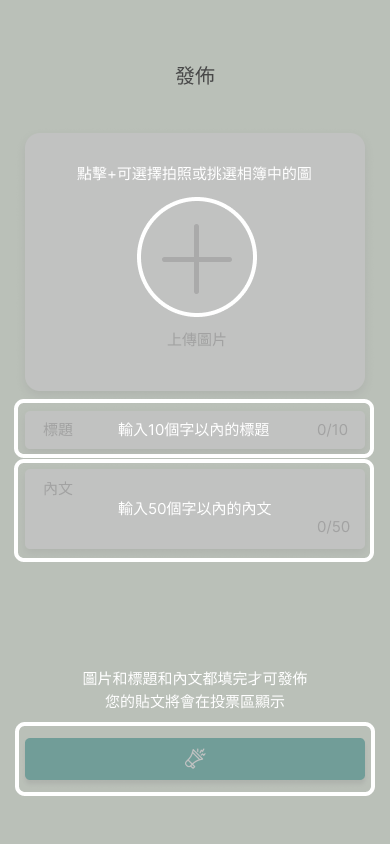 發佈
點擊+可選擇拍照或挑選相簿中的圖
上傳圖片
標題 輸入10個字以內的標題 0/10
內文
輸入50個字以內的內文
0/50
圖片和標題和內文都填完才可發佈
您的貼文將會在投票區顯示